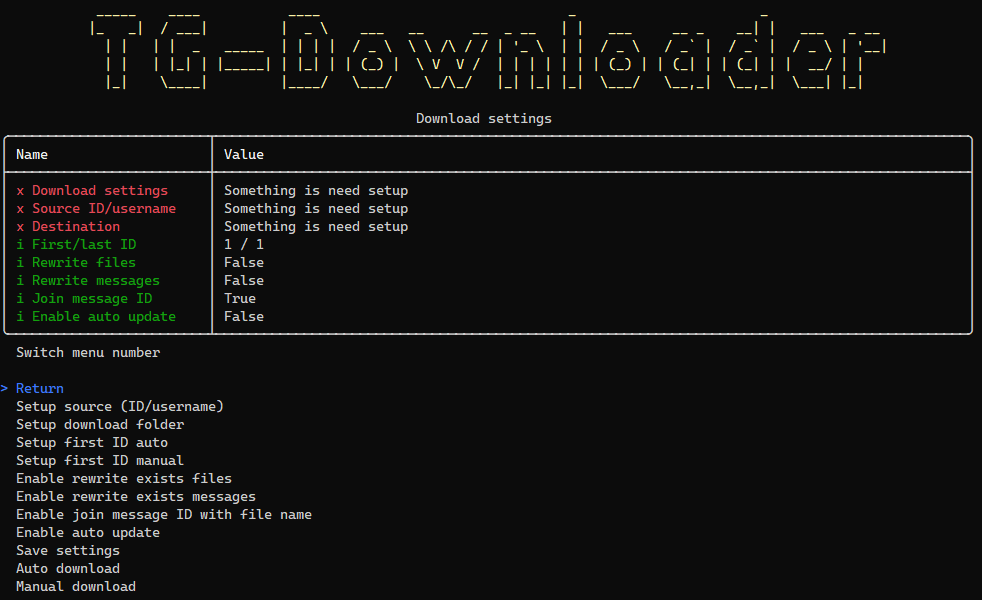 TG-Downloader
Download settings
Name Value
x Download settings Something is need setup
x Source ID/username Something is need setup
x Destination Something is need setup
i First/last ID 1 / 1
i Rewrite files False
i Rewrite messages False
i Join message ID True
i Enable auto update False
Switch menu number
> Return
Setup source (ID/username)
Setup download folder
Setup first ID auto
Setup first ID manual
Enable rewrite exists files
Enable rewrite exists messages
Enable join message ID with file name
Enable auto update
Save settings
Auto download
Manual download